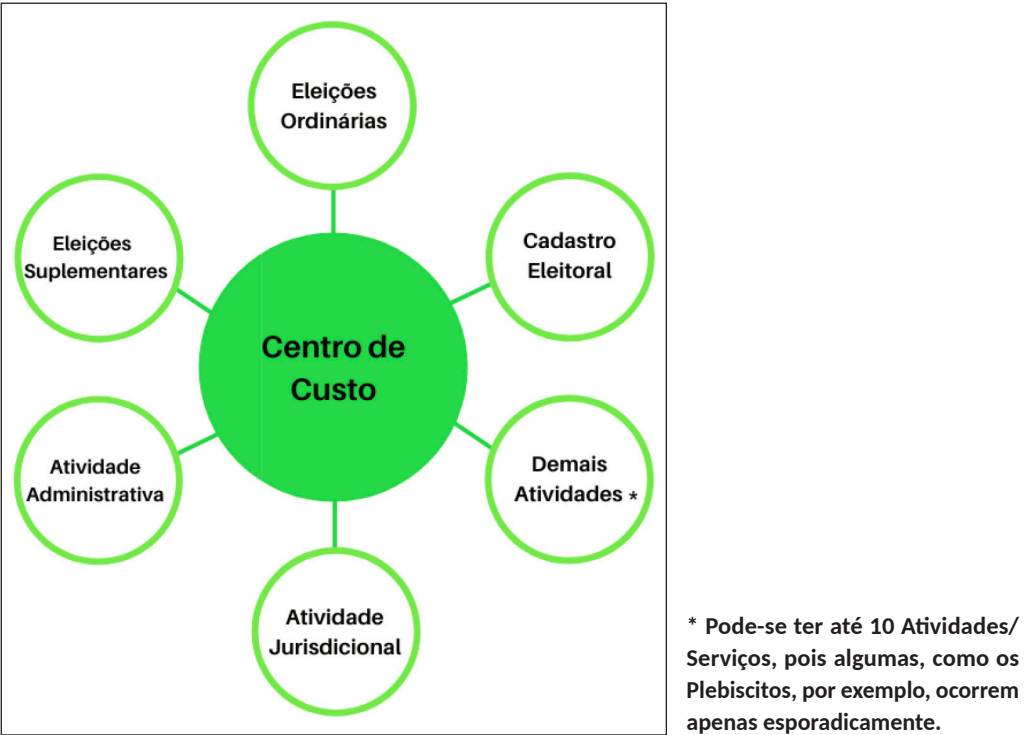 Eleições
Ordinárias
Eleições
Suplementares
Cadastro
Eleitoral
Centro de
Custo
Atividade
Administrativa
Demais
Atividades *
Atividade
Jurisdicional
* Pode-se ter até 10 Atividades/
Serviços, pois algumas, como os
Plebiscitos, por exemplo, ocorrem
apenas esporadicamente.